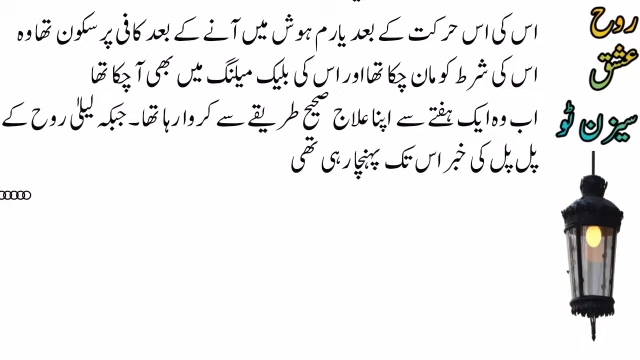 روح
عشق
سیزن ٹو
اس کی اس حرکت کے بعد یارم ہوش میں آنے کے بعد کافی پرسکون تھا وہ
اس کی شرط کو مان چکا تھا اور اس کی بلیک میلنگ میں بھی آ چکا تھا
اب وہ ایک ہفتے سے اپنا علاج صحیح طریقے سے کروا رہا تھا۔ جبکہ لیلیٰ روح کے
پل پل کی خبر اس تک پہنچا رہی تھی